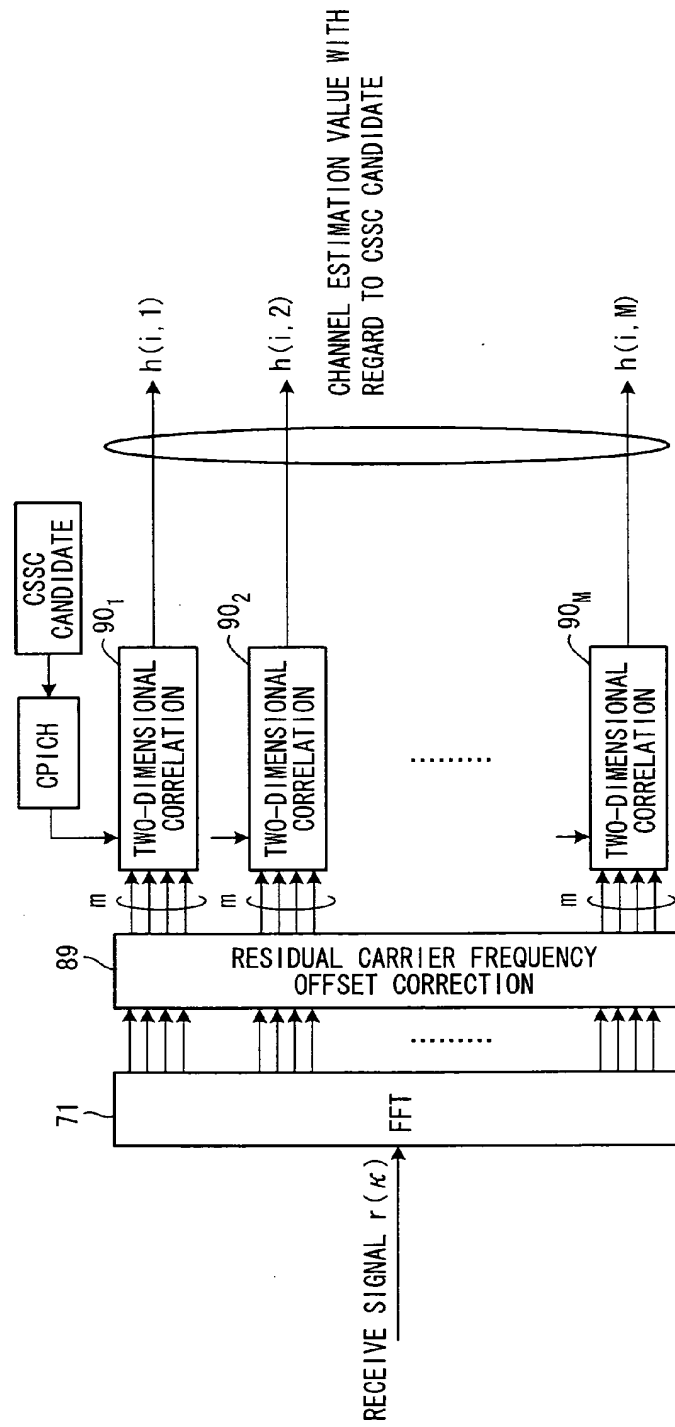 CSSC
CANDIDATE
CPICH
90₁
TWO-DIMENSIONAL
CORRELATION
h(i, 1)
90₂
TWO-DIMENSIONAL
CORRELATION
h(i, 2)
90M
TWO-DIMENSIONAL
CORRELATION
h(i, M)
CHANNEL ESTIMATION VALUE WITH
REGARD TO CSSC CANDIDATE
m
m
m
89
RESIDUAL CARRIER FREQUENCY
OFFSET CORRECTION
71
FFT
RECEIVE SIGNAL r(κ)